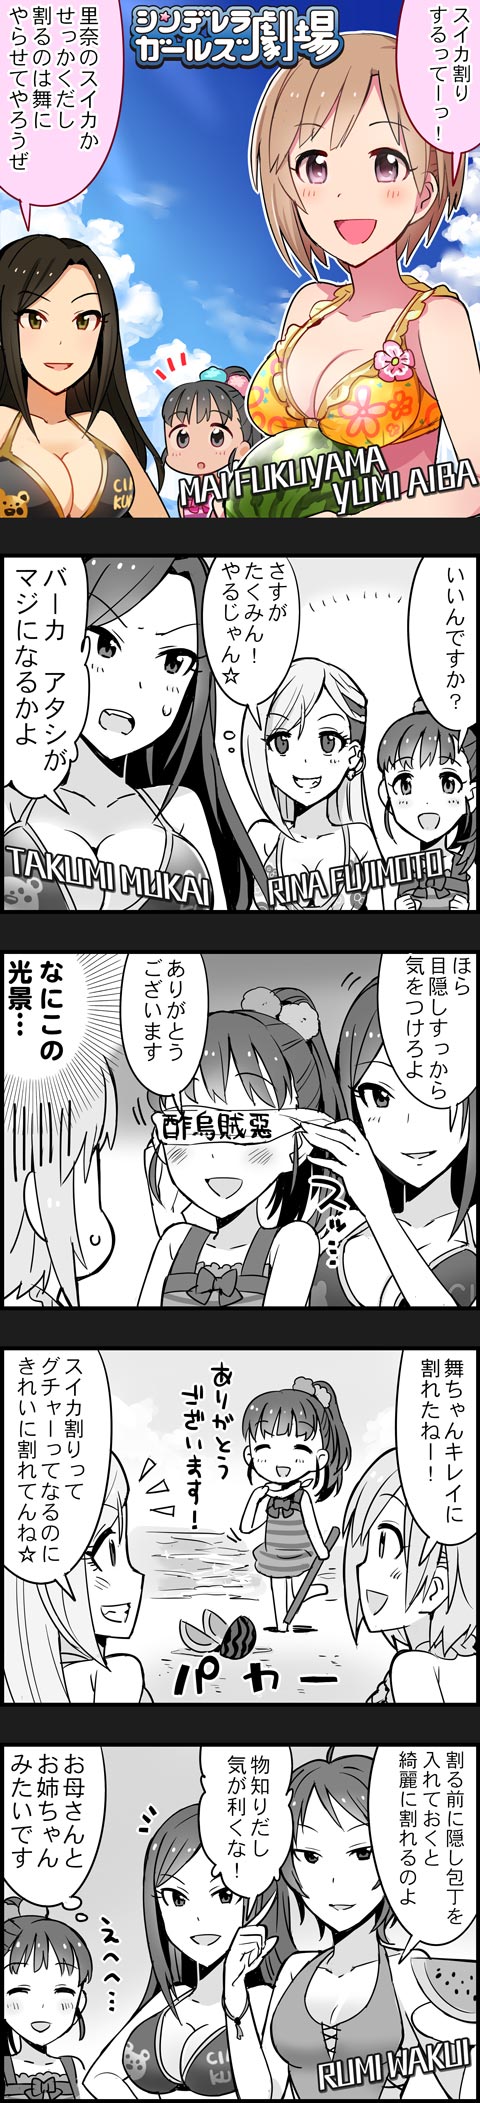 シンデレラ
ガールズ劇場
スイカ割り
するってーっ！
里奈のスイカか
せっかくだし
割るのは舞に
やらせてやろうぜ
MAI FUKUYAMA
YUMI AIBA
CIN
KU
いいんですか？
さすが
たくみん！
やるじゃん☆
バーカ　アタシが
マジになるかよ
TAKUMI MUKAI
RINA FUJIMOTO
ほら
目隠しすっから
気をつけろよ
ありがとう
ございます
酢烏賊惡
スッ…
なにこの
光景…
舞ちゃんキレイに
割れたねー！
ありがとう
ございます！
スイカ割りって
グチャーってなるのに
きれいに割れてんね☆
パカー
割る前に隠し包丁を
入れておくと
綺麗に割れるのよ
物知りだし
気が利くな！
お母さんと
お姉ちゃん
みたいです
えへへ…
RUMI WAKUI